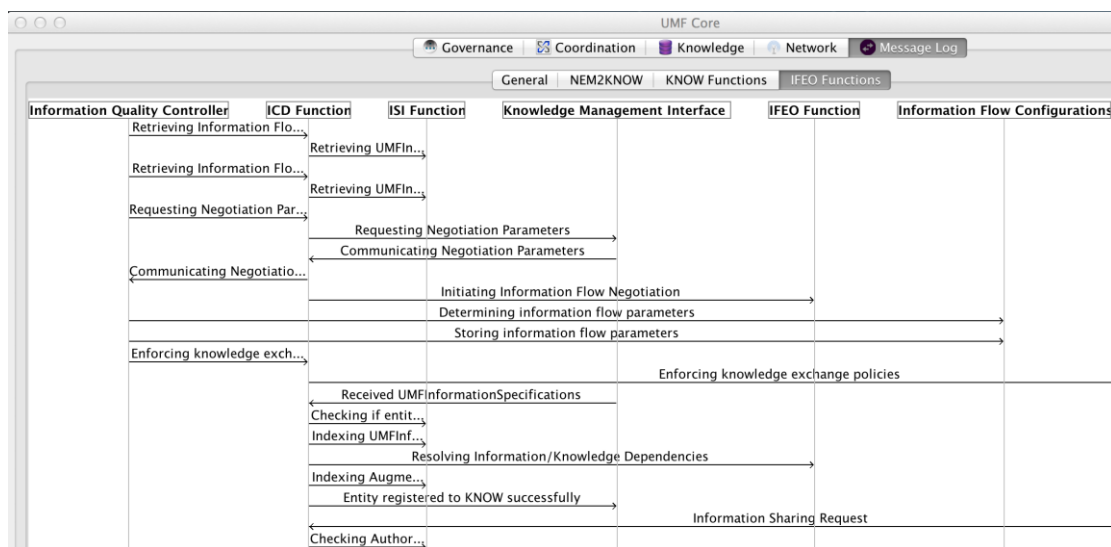 UMF Core
Governance Coordination Knowledge Network Message Log
General NEM2KNOW KNOW Functions IFEO Functions
Information Quality Controller ICD Function ISI Function Knowledge Management Interface IFEO Function Information Flow Configurations
Retrieving Information Flo...
Retrieving UMFIn...
Retrieving Information Flo...
Retrieving UMFIn...
Requesting Negotiation Par...
Requesting Negotiation Parameters
Communicating Negotiation Parameters
Communicating Negotiatio...
Initiating Information Flow Negotiation
Determining information flow parameters
Storing information flow parameters
Enforcing knowledge exch...
Enforcing knowledge exchange policies
Received UMFInformationSpecifications
Checking if entit...
Indexing UMFInf...
Resolving Information/Knowledge Dependencies
Indexing Augme...
Entity registered to KNOW successfully
Information Sharing Request
Checking Author...